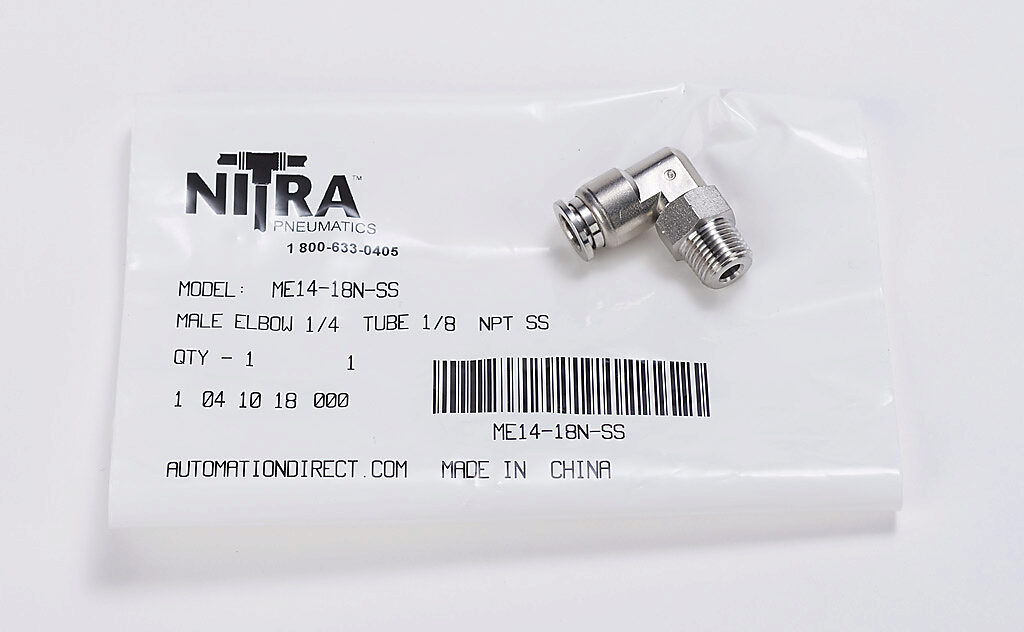 NITRA™
PNEUMATICS
1 800-633-0405
MODEL: ME14-18N-SS
MALE ELBOW 1/4 TUBE 1/8 NPT SS
QTY - 1 1
1 04 10 18 000
ME14-18N-SS
AUTOMATIONDIRECT.COM MADE IN CHINA